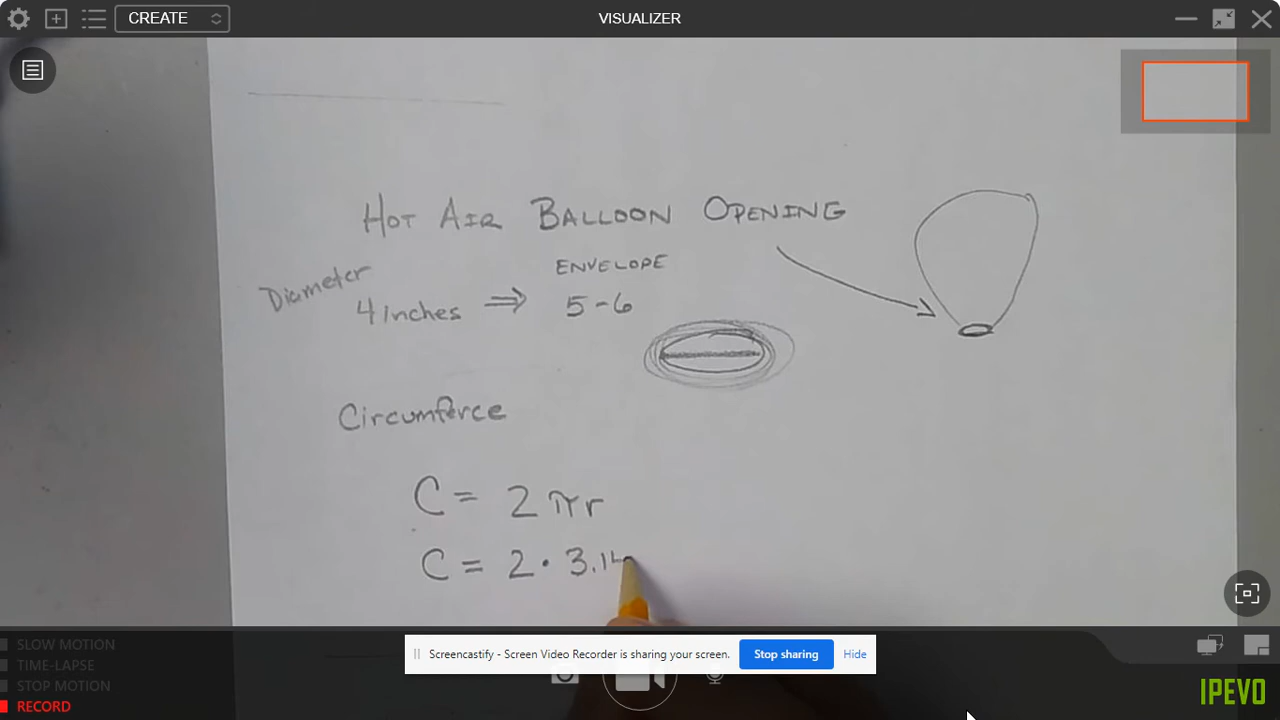 CREATE
VISUALIZER
HOT AIR BALLOON OPENING
ENVELOPE
Diameter
4 inches ⇒ 5-6
Circumferce
C = 2πr
C = 2 · 3.14
SLOW MOTION
TIME-LAPSE
STOP MOTION
RECORD
Screencastify - Screen Video Recorder is sharing your screen.
Stop sharing
Hide
IPEVO